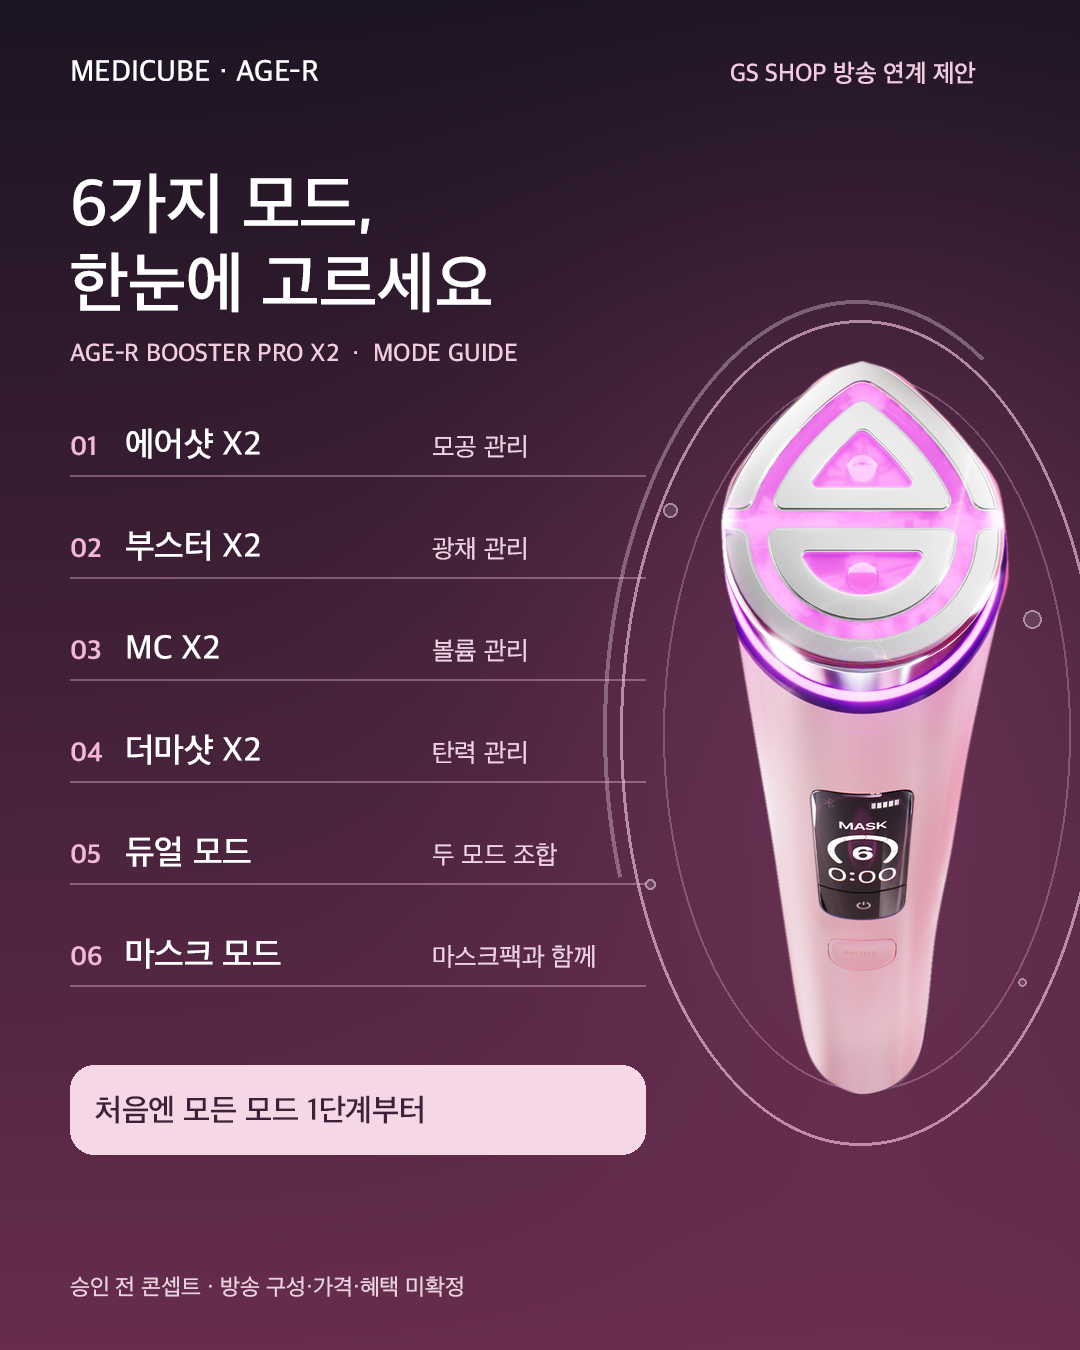 MEDICUBE · AGE-R
GS SHOP 방송 연계 제안
6가지 모드,
한눈에 고르세요
AGE-R BOOSTER PRO X2 · MODE GUIDE
01 에어샷 X2 모공 관리
02 부스터 X2 광채 관리
03 MC X2 볼륨 관리
04 더마샷 X2 탄력 관리
05 듀얼 모드 두 모드 조합
06 마스크 모드 마스크팩과 함께
MASK
6
0:00
MODE
처음엔 모든 모드 1단계부터
승인 전 콘셉트 · 방송 구성·가격·혜택 미확정